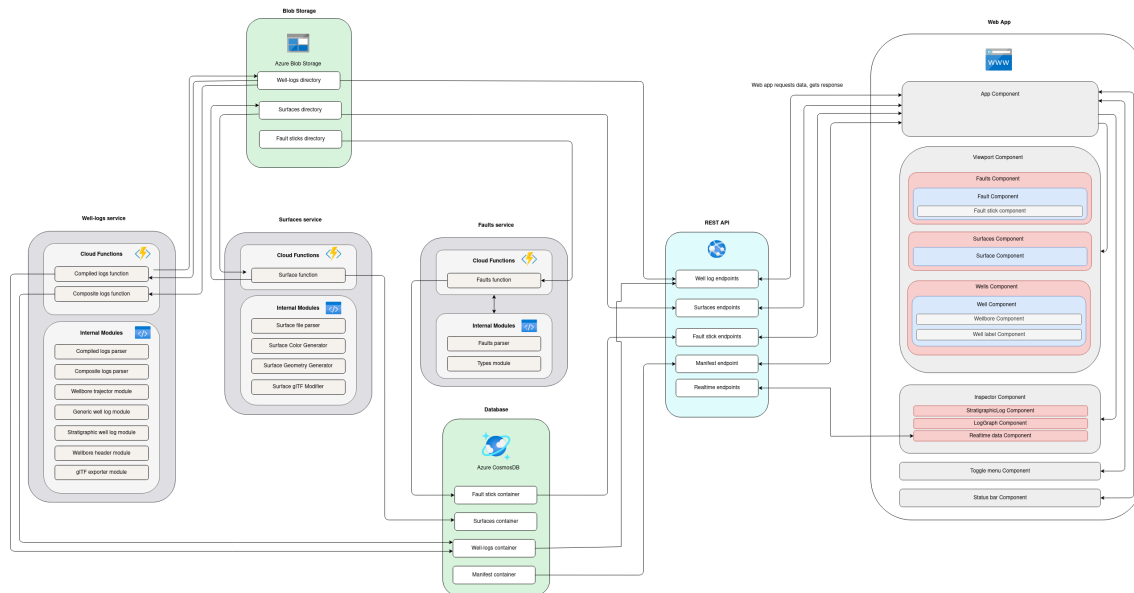 Blob Storage
Azure Blob Storage
Well-logs directory
Surfaces directory
Fault sticks directory
Well-logs service
Cloud Functions
Compiled logs function
Composite logs function
Internal Modules
Compiled logs parser
Composite logs parser
Wellbore trajector module
Generic well log module
Stratigraphic well log module
Wellbore header module
glTF exporter module
Surfaces service
Cloud Functions
Surface function
Internal Modules
Surface file parser
Surface Color Generator
Surface Geometry Generator
Surface glTF Modifier
Faults service
Cloud Functions
Faults function
Internal Modules
Faults parser
Types module
Database
Azure CosmosDB
Fault stick container
Surfaces container
Well-logs container
Manifest container
REST API
Well log endpoints
Surfaces endpoints
Fault stick endpoints
Manifest endpoint
Realtime endpoints
Web app requests data, gets response
Web App
WWW
App Component
Viewport Component
Faults Component
Fault Component
Fault stick component
Surfaces Component
Surface Component
Wells Component
Well Component
Wellbore Component
Well label Component
Inspector Component
StratigraphicLog Component
LogGraph Component
Realtime data Component
Toggle menu Component
Status bar Component